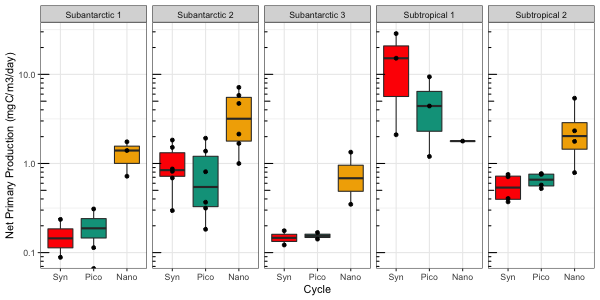 Subantarctic 1 Subantarctic 2 Subantarctic 3 Subtropical 1 Subtropical 2
Net Primary Production (mgC/m3/day)
10.0
1.0
0.1
Syn Pico Nano Syn Pico Nano Syn Pico Nano Syn Pico Nano Syn Pico Nano
Cycle